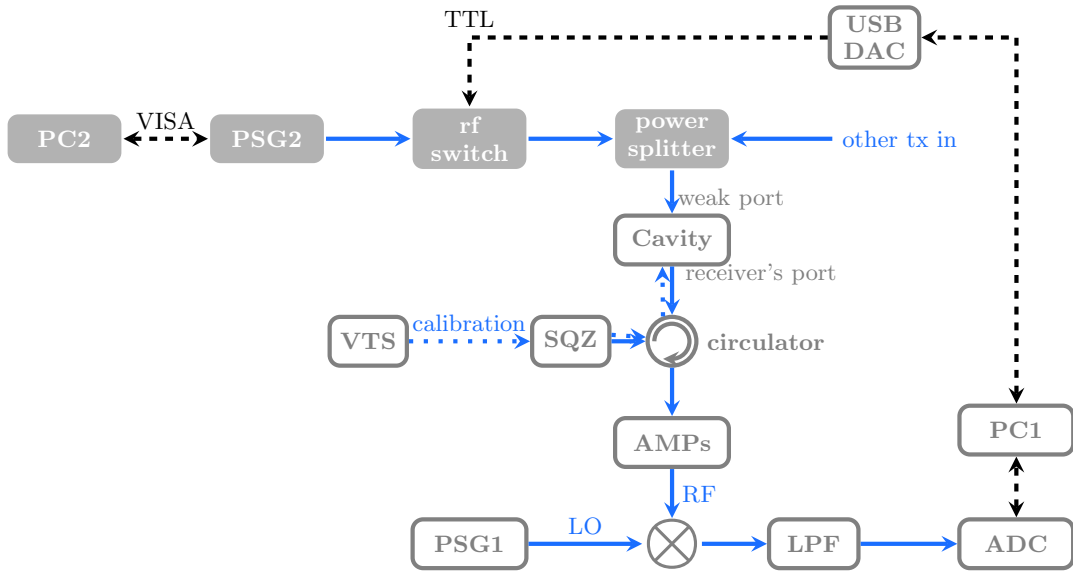 TTL
USB
DAC
PC2
VISA
PSG2
rf
switch
power
splitter
other tx in
weak port
Cavity
receiver's port
VTS
calibration
SQZ
circulator
AMPs
PC1
RF
PSG1
LO
LPF
ADC